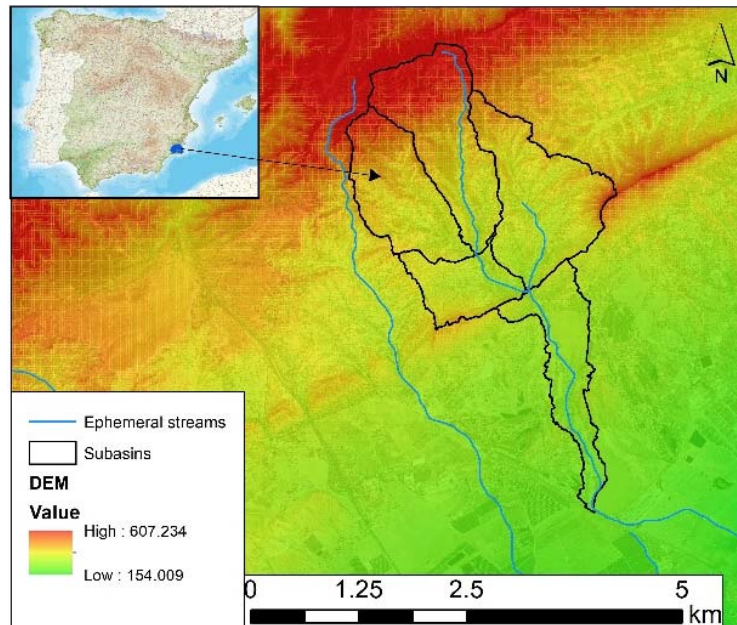 N
Ephemeral streams
Subasins
DEM
Value
High : 607.234
Low : 154.009
0 1.25 2.5 5
km